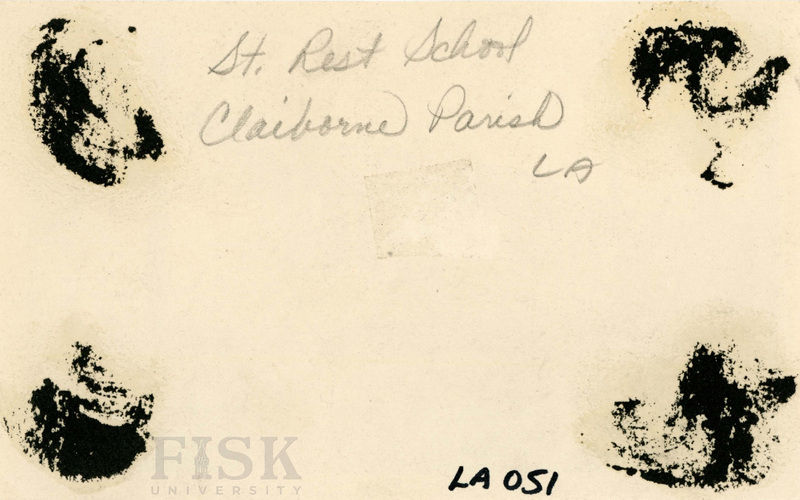 St. Rest School
Claiborne Parish
LA
FISK
UNIVERSITY
LA 051